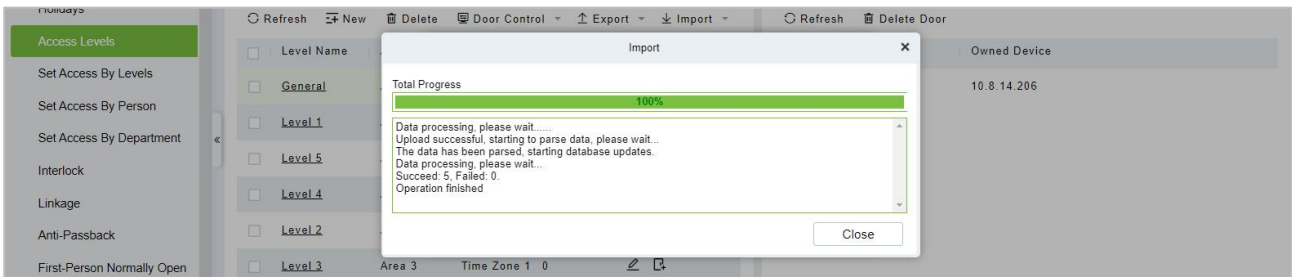 Holidays
Refresh New Delete Door Control Export Import Refresh Delete Door
Access Levels
Level Name Import Owned Device
Set Access By Levels
General Total Progress 10.8.14.206
100%
Set Access By Person
Level 1 Data processing, please wait......
Upload successful, starting to parse data, please wait...
Set Access By Department
The data has been parsed, starting database updates.
Level 5 Data processing, please wait...
Interlock
Succeed: 5, Failed: 0.
Level 4 Operation finished
Linkage
Anti-Passback
Level 2 Close
First-Person Normally Open
Level 3 Area 3 Time Zone 1 0